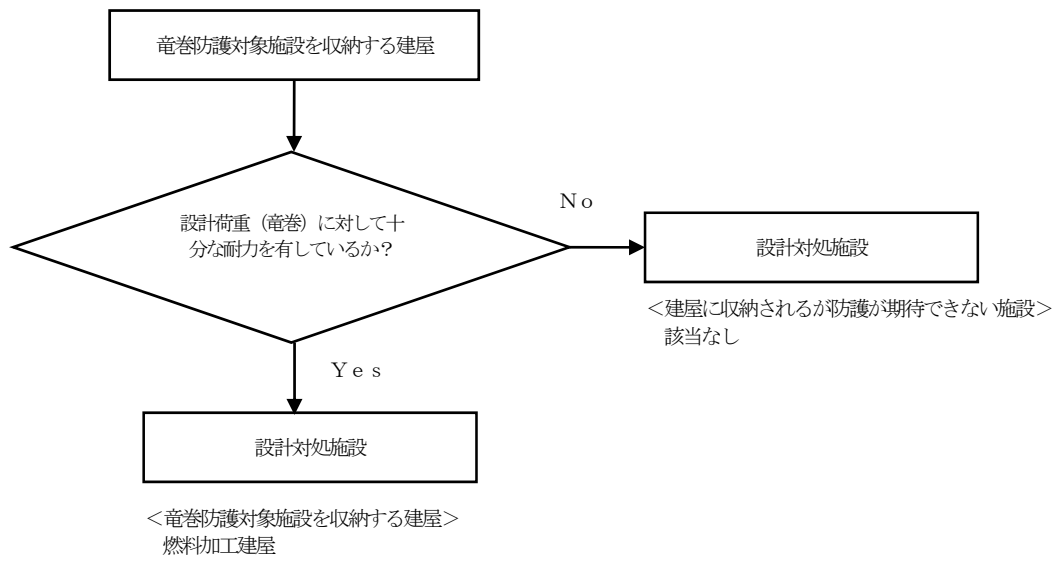 竜巻防護対象施設を収納する建屋
設計荷重（竜巻）に対して十
分な耐力を有しているか？
Ｎｏ
設計対処施設
＜建屋に収納されるが防護が期待できない施設＞
該当なし
Ｙｅｓ
設計対処施設
＜竜巻防護対象施設を収納する建屋＞
燃料加工建屋